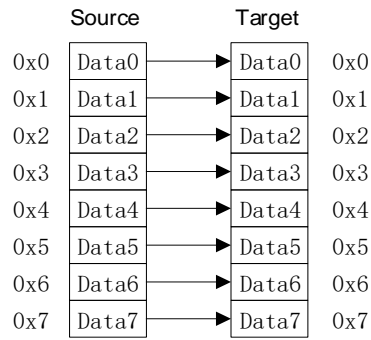 Source Target
0x0 Data0 Data0 0x0
0x1 Data1 Data1 0x1
0x2 Data2 Data2 0x2
0x3 Data3 Data3 0x3
0x4 Data4 Data4 0x4
0x5 Data5 Data5 0x5
0x6 Data6 Data6 0x6
0x7 Data7 Data7 0x7